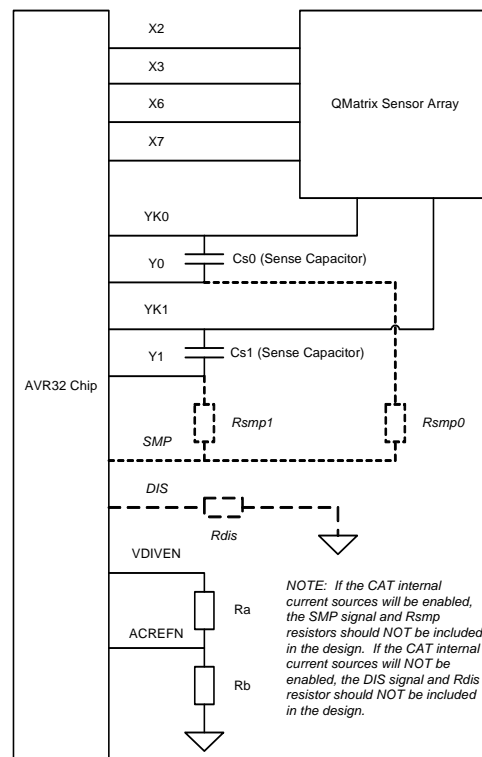 X2
X3
QMatrix Sensor Array
X6
X7
YK0
Cs0 (Sense Capacitor)
Y0
YK1
Cs1 (Sense Capacitor)
Y1
AVR32 Chip
Rsmp1
Rsmp0
SMP
DIS
Rdis
VDIVEN
NOTE: If the CAT internal
current sources will be enabled,
the SMP signal and Rsmp
resistors should NOT be included
in the design. If the CAT internal
current sources will NOT be
enabled, the DIS signal and Rdis
resistor should NOT be included
in the design.
Ra
ACREFN
Rb